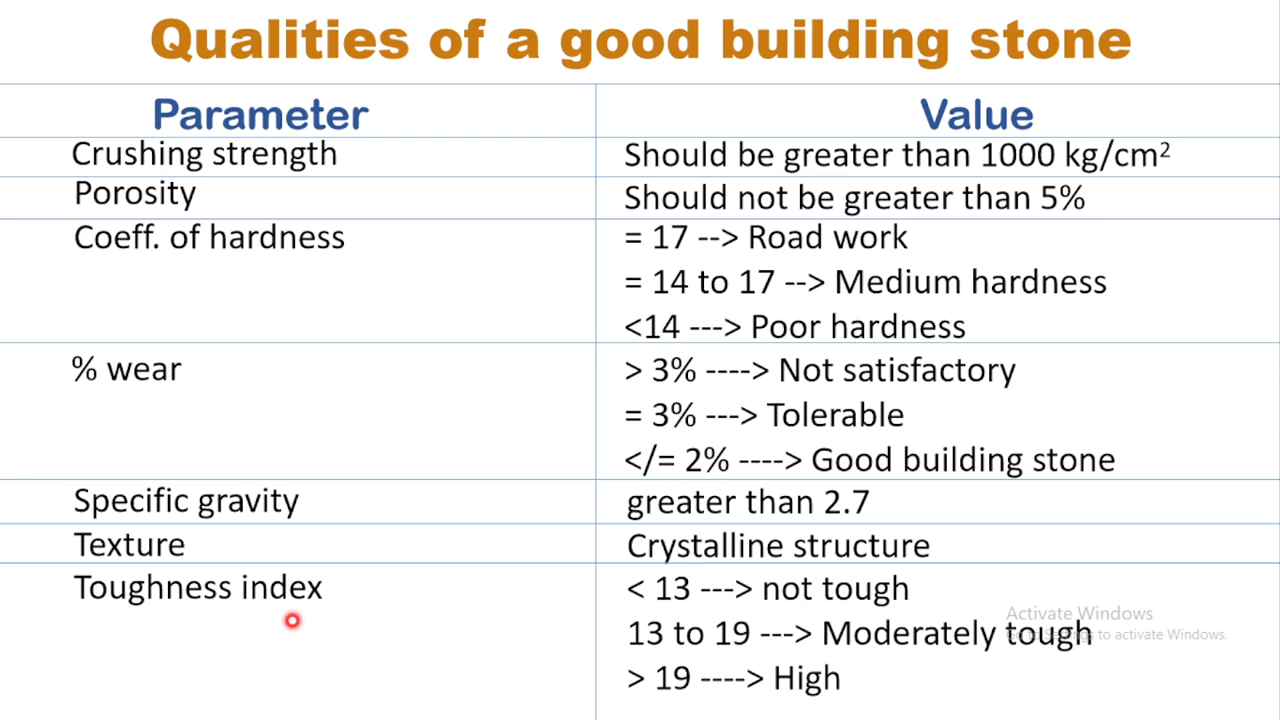 Qualities of a good building stone
Parameter Value
Crushing strength Should be greater than 1000 kg/cm²
Porosity Should not be greater than 5%
Coeff. of hardness = 17 --> Road work
= 14 to 17 --> Medium hardness
<14 ---> Poor hardness
% wear > 3% ----> Not satisfactory
= 3% ---> Tolerable
</= 2% ----> Good building stone
Specific gravity greater than 2.7
Texture Crystalline structure
Toughness index < 13 ---> not tough
Activate Windows
13 to 19 ---> Moderately tough
Go to Settings to activate Windows.
> 19 ----> High